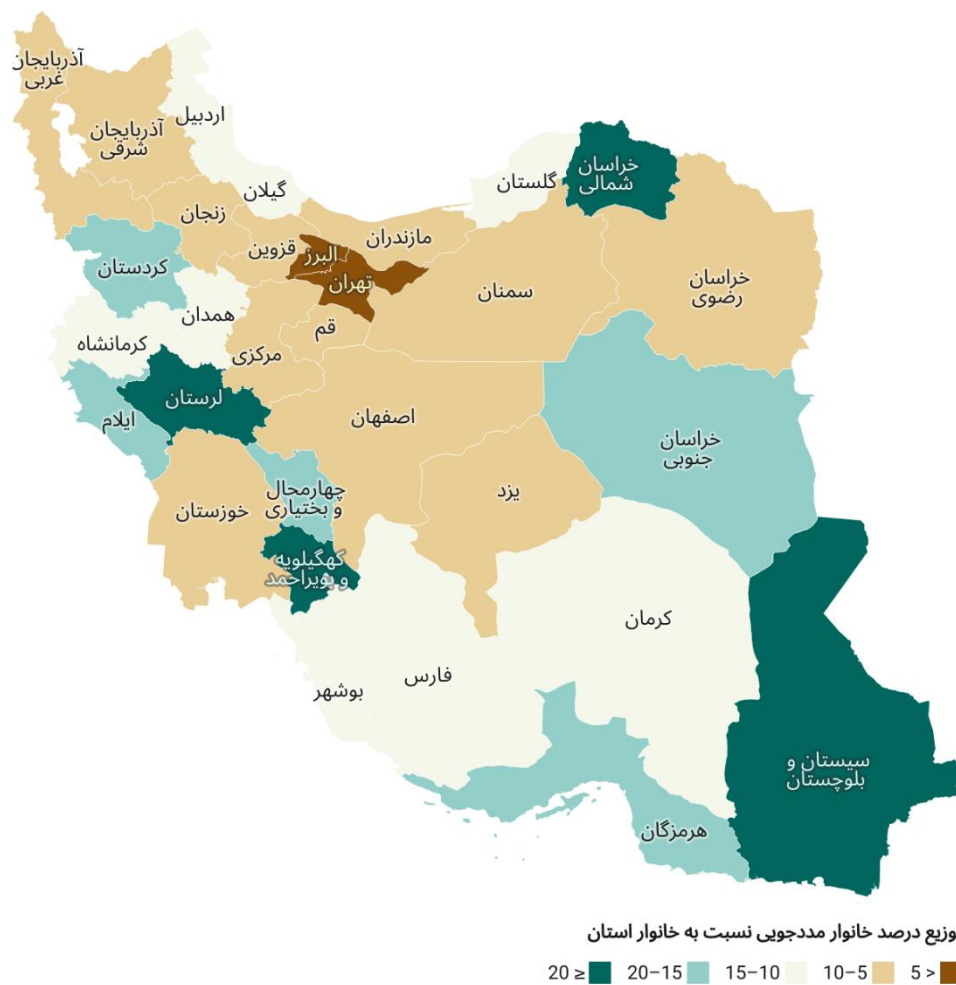 آذربایجان
غربی
آذربایجان
شرقی
اردبیل
گیلان
زنجان
قزوین
البرز
تهران
مازندران
گلستان
خراسان
شمالی
خراسان
رضوی
سمنان
کردستان
همدان
کرمانشاه
مرکزی
قم
لرستان
ایلام
اصفهان
خراسان
جنوبی
یزد
چهارمحال
و بختیاری
خوزستان
کهگیلویه
و بویراحمد
کرمان
فارس
بوشهر
سیستان و
بلوچستان
هرمزگان
وزیع درصد خانوار مددجویی نسبت به خانوار استان
5 > 10–5 15–10 20–15 20 ≤